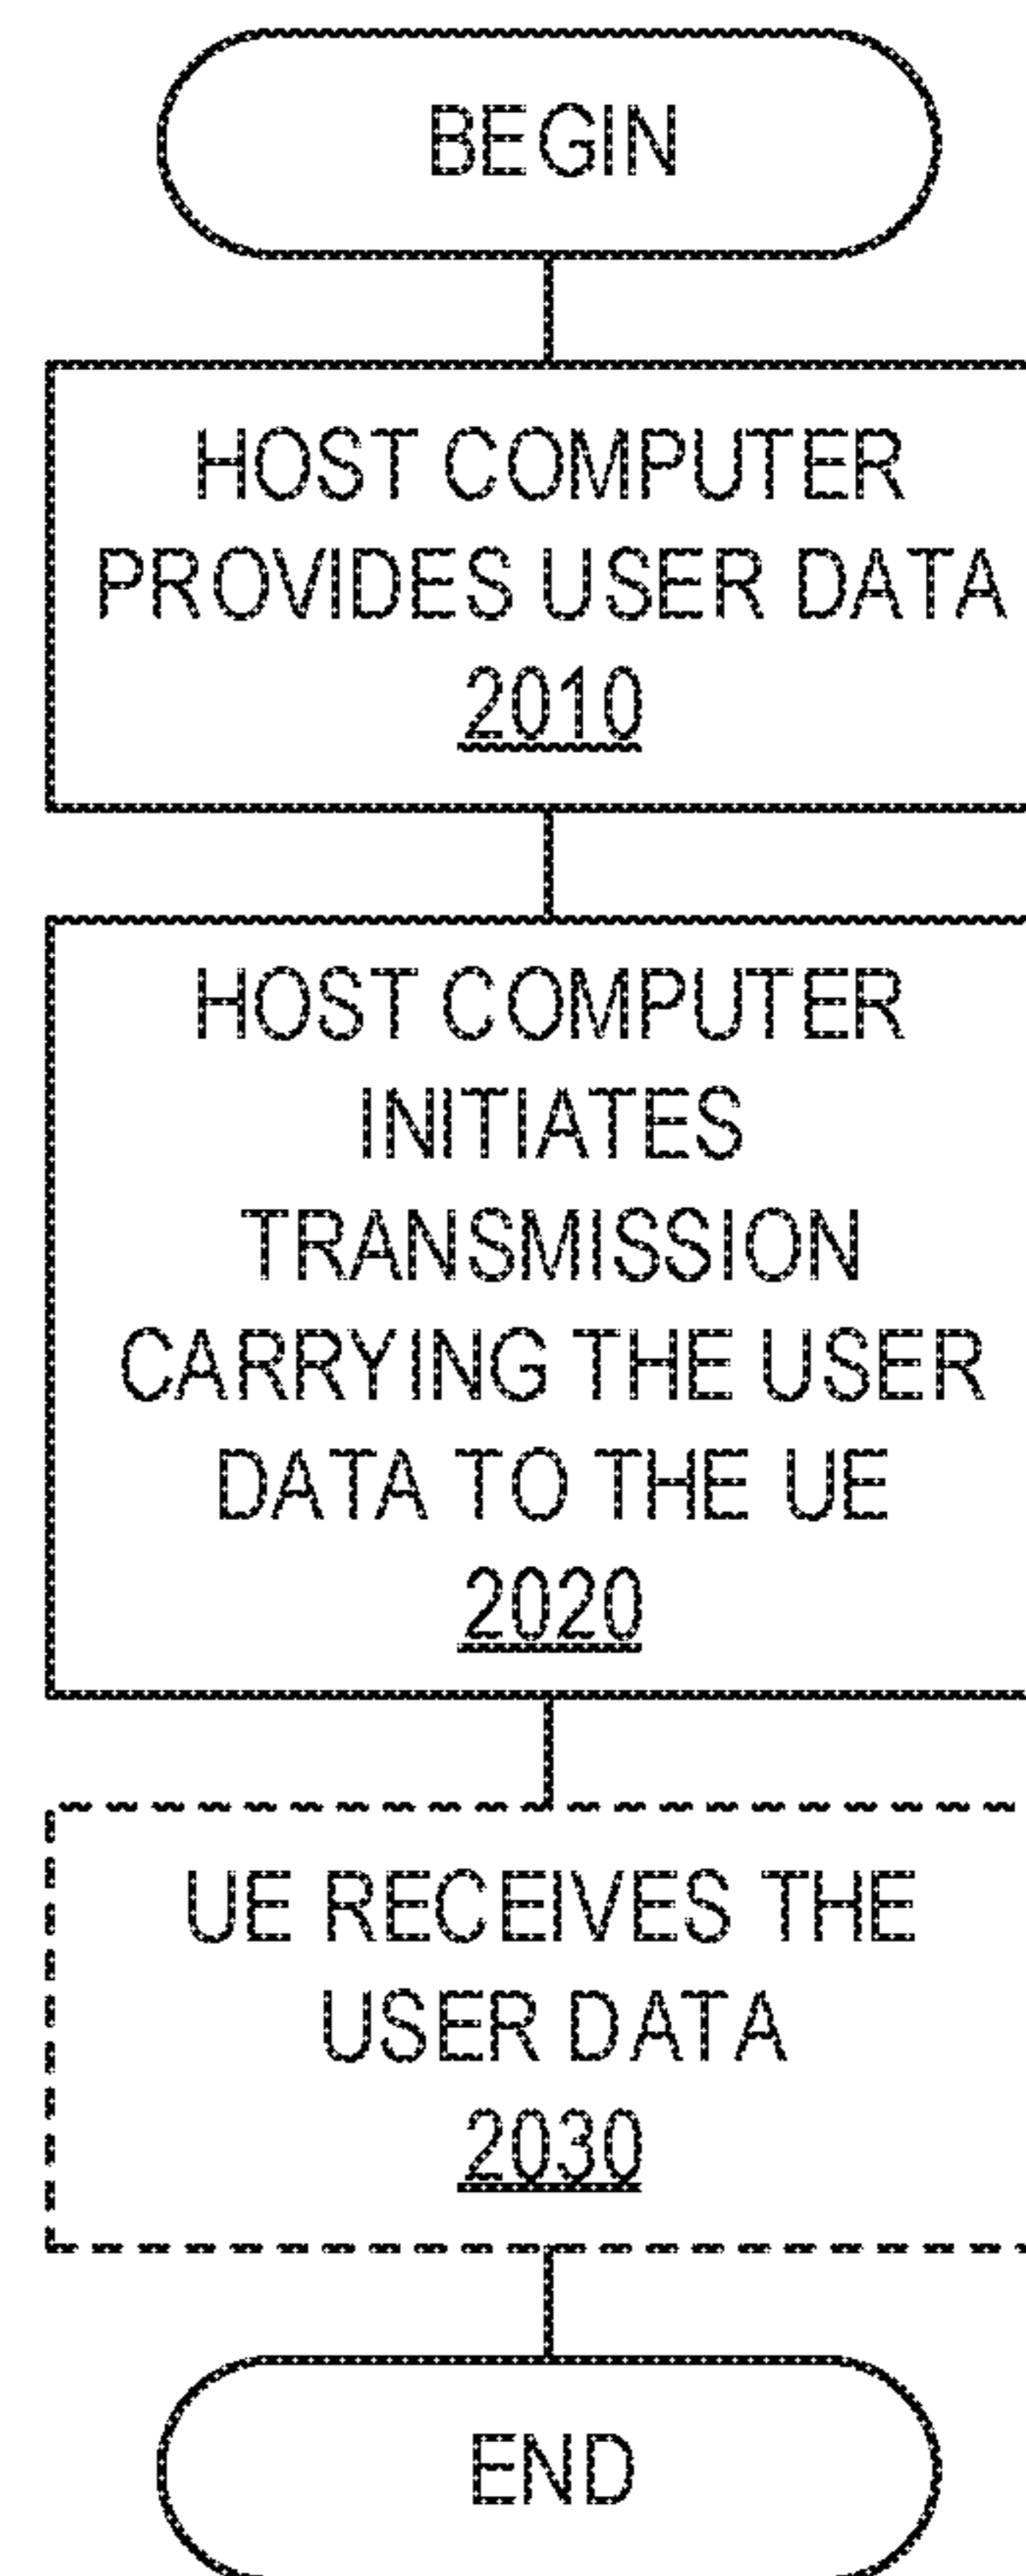 BEGIN
HOST COMPUTER
PROVIDES USER DATA
2010
HOST COMPUTER
INITIATES
TRANSMISSION
CARRYING THE USER
DATA TO THE UE
2020
UE RECEIVES THE
USER DATA
2030
END